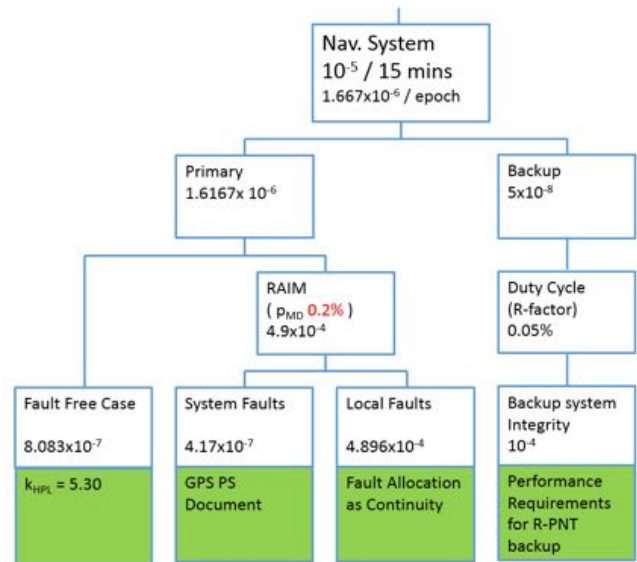 Nav. System
10⁻⁵ / 15 mins
1.667x10⁻⁶ / epoch
Primary
1.6167x 10⁻⁶
Backup
5x10⁻⁸
RAIM
( pMD 0.2% )
4.9x10⁻⁴
Duty Cycle
(R-factor)
0.05%
Fault Free Case
8.083x10⁻⁷
System Faults
4.17x10⁻⁷
Local Faults
4.896x10⁻⁴
Backup system
Integrity
10⁻⁴
kHPL = 5.30
GPS PS
Document
Fault Allocation
as Continuity
Performance
Requirements
for R-PNT
backup